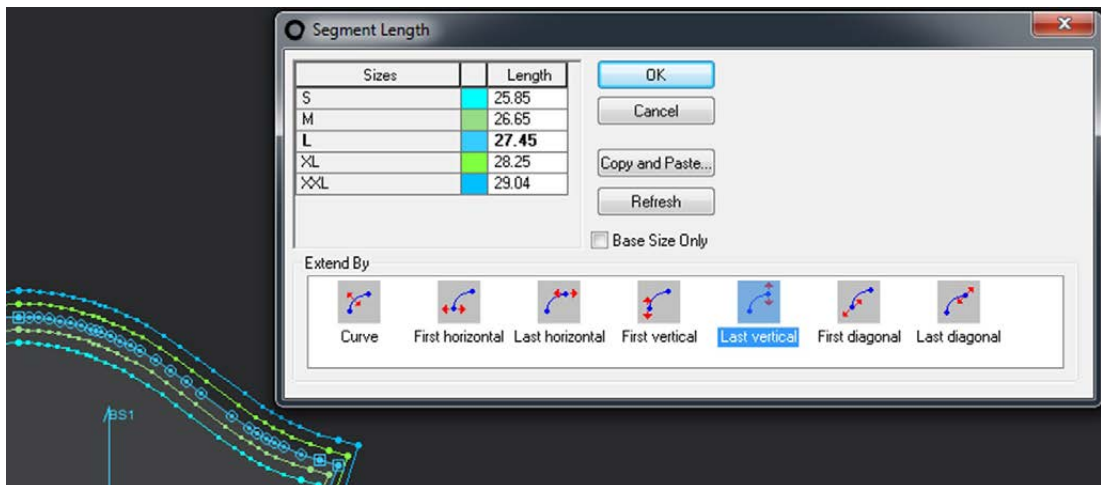 Segment Length
Sizes Length
S 25.85
M 26.65
L 27.45
XL 28.25
XXL 29.04
OK
Cancel
Copy and Paste...
Refresh
Base Size Only
Extend By
Curve First horizontal Last horizontal First vertical Last vertical First diagonal Last diagonal
BS1